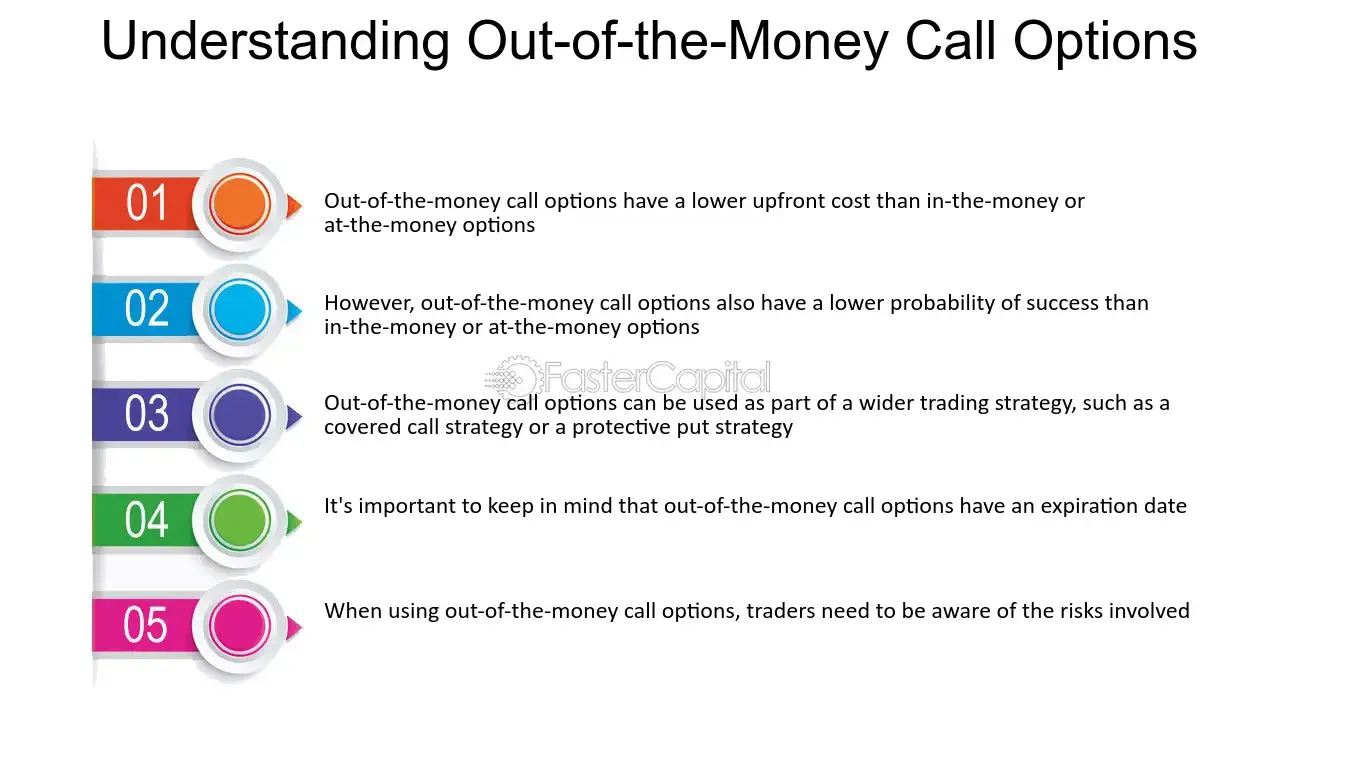 Understanding Out-of-the-Money Call Options
01
Out-of-the-money call options have a lower upfront cost than in-the-money or
at-the-money options
02
However, out-of-the-money call options also have a lower probability of success than
in-the-money or at-the-money options
FasterCapital
03
Out-of-the-money call options can be used as part of a wider trading strategy, such as a
covered call strategy or a protective put strategy
04
It's important to keep in mind that out-of-the-money call options have an expiration date
05
When using out-of-the-money call options, traders need to be aware of the risks involved